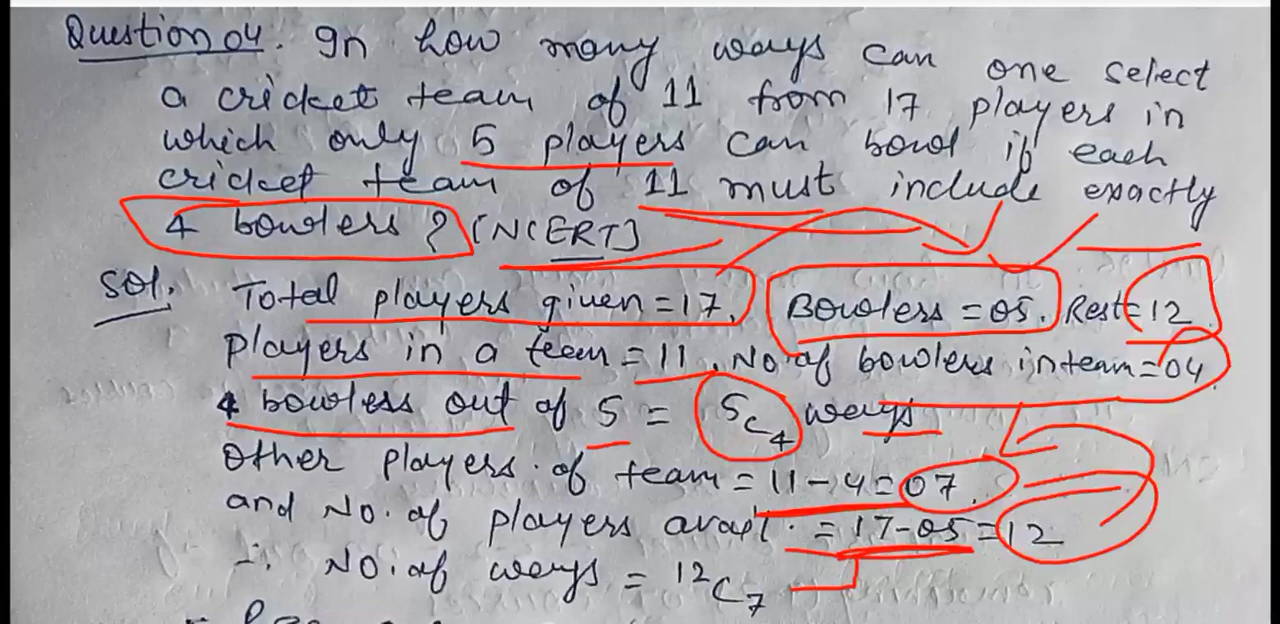 Question 04. In how many ways can one select
a cricket team of 11 from 17 players in
which only 5 players can bowl if each
cricket team of 11 must include exactly
4 bowlers ? [NCERT]
Sol. Total players given = 17, Bowlers = 05. Rest = 12.
Players in a team = 11. No. of bowlers in team = 04
4 bowlers out of 5 = 5C4 ways
Other players of team = 11-4 = 07.
and No. of players avail. = 17-05 = 12
∴ No. of ways = 12C7